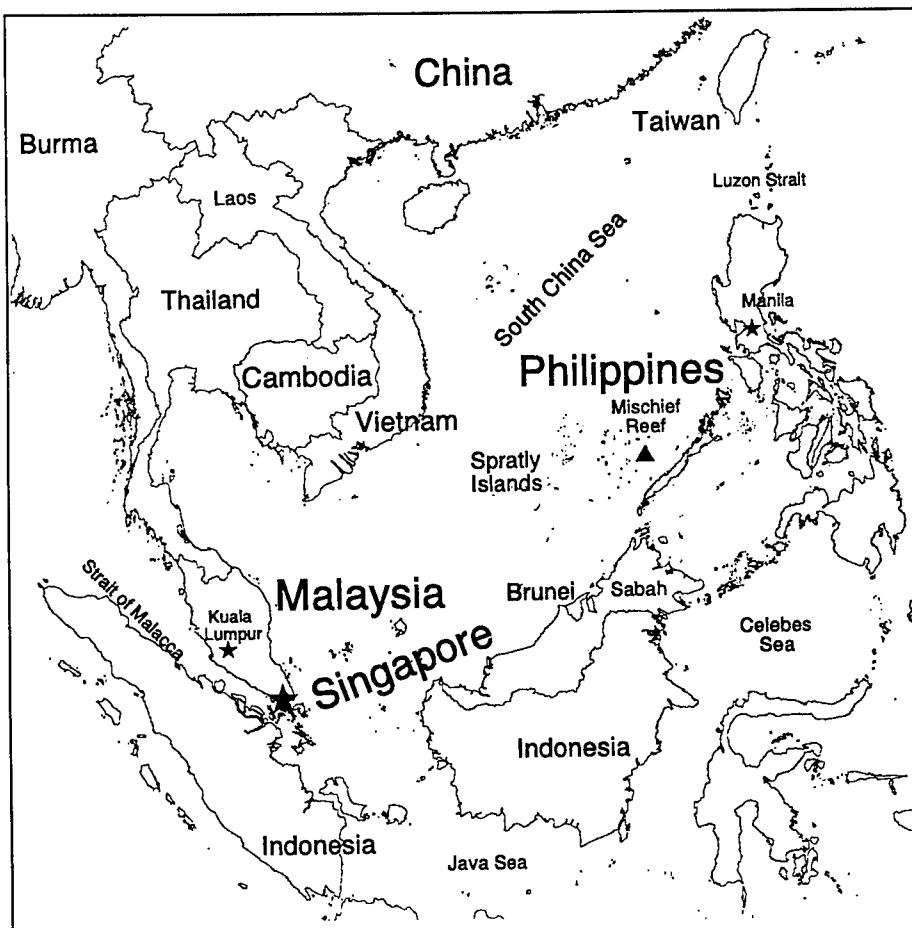 China
Taiwan
Burma
Luzon Strait
Laos
South China Sea
Thailand
Manila
Philippines
Cambodia
Mischief
Reef
Vietnam
Spratly
Islands
Strait of Malacca
Malaysia
Brunei
Sabah
Kuala
Lumpur
Celebes
Sea
Singapore
Indonesia
Indonesia
Java Sea